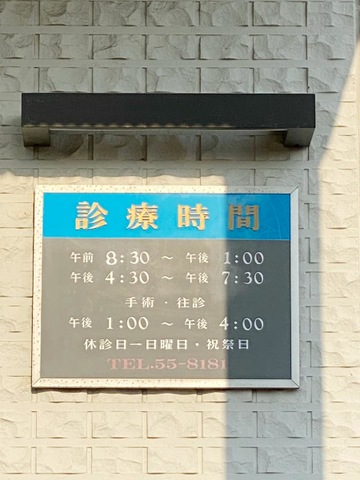 診療時間
午前 8:30 ～ 午後 1:00
午後 4:30 ～ 午後 7:30
手術・往診
午後 1:00 ～ 午後 4:00
休診日ー日曜日・祝祭日
TEL.55-8181